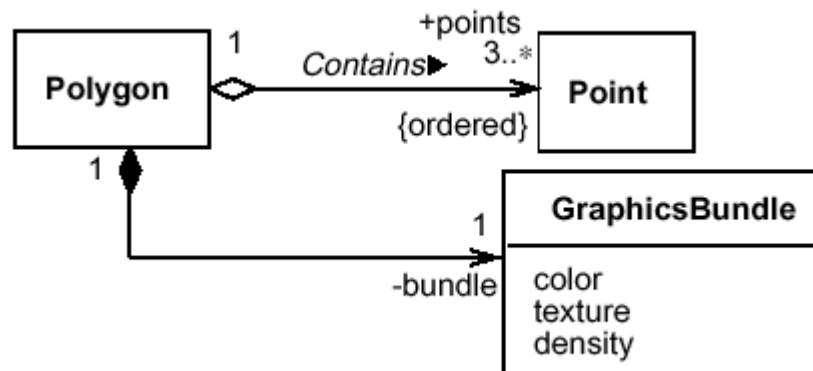 1
+points
Contains
3..*
Polygon
Point
{ordered}
1
GraphicsBundle
1
-bundle
color
texture
density